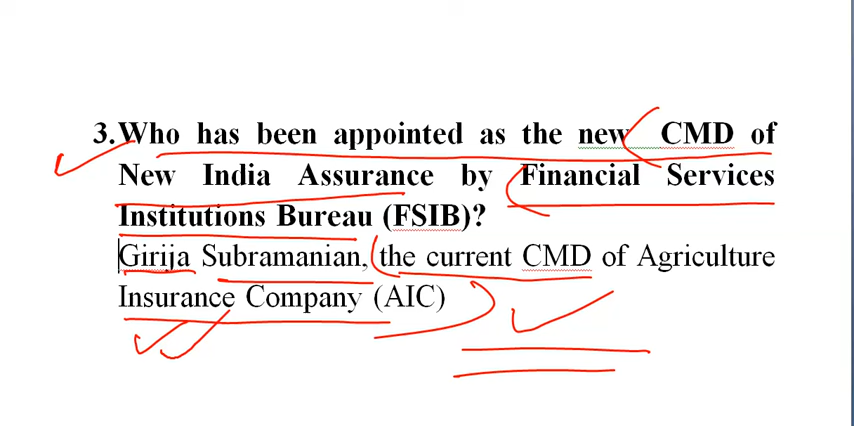 3.Who has been appointed as the new CMD of
New India Assurance by Financial Services
Institutions Bureau (FSIB)?
Girija Subramanian, the current CMD of Agriculture
Insurance Company (AIC)